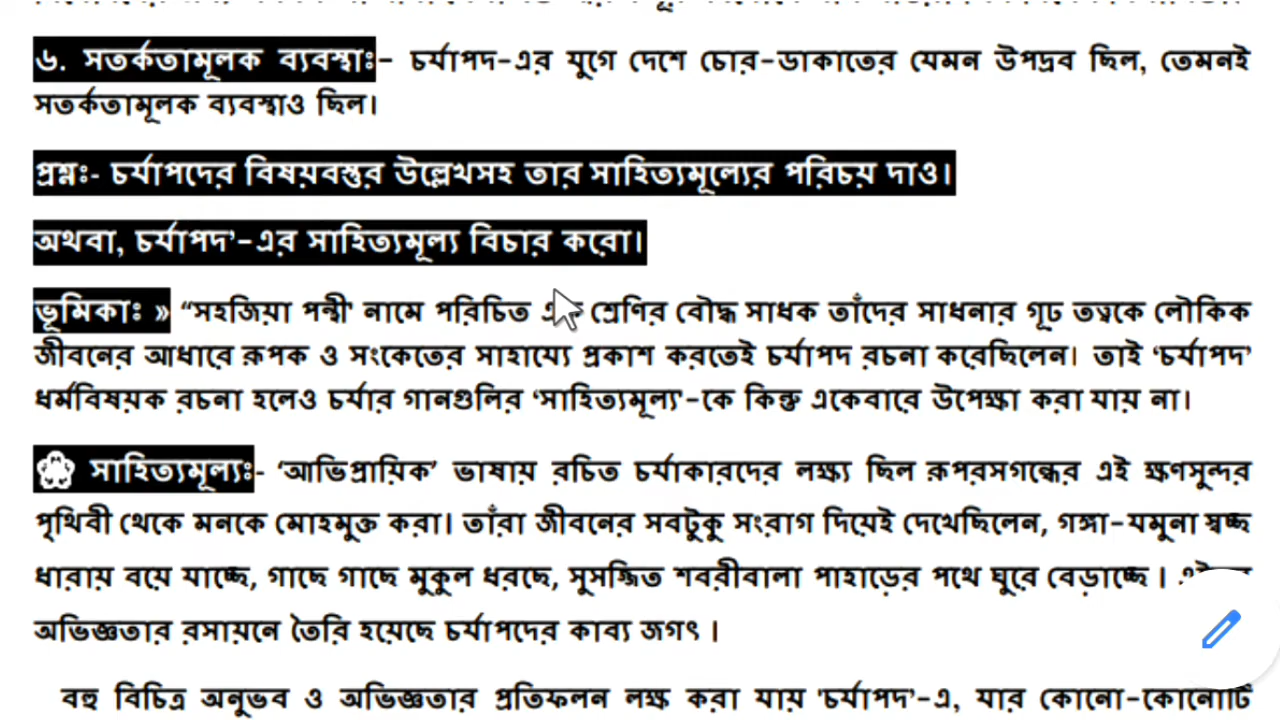 ৬. সতর্কতামূলক ব্যবস্থাঃ– চর্যাপদ–এর যুগে দেশে চোর–ডাকাতের যেমন উপদ্রব ছিল, তেমনই
সতর্কতামূলক ব্যবস্থাও ছিল।
প্রশ্নঃ- চর্যাপদের বিষয়বস্তুর উল্লেখসহ তার সাহিত্যমূল্যের পরিচয় দাও।
অথবা, চর্যাপদ’–এর সাহিত্যমূল্য বিচার করো।
ভূমিকাঃ » “সহজিয়া পন্থী' নামে পরিচিত শ্রেণির বৌদ্ধ সাধক তাঁদের সাধনার গূঢ় তত্বকে লৌকিক
জীবনের আধারে রূপক ও সংকেতের সাহায্যে প্রকাশ করতেই চর্যাপদ রচনা করেছিলেন। তাই ‘চর্যাপদ’
ধর্মবিষয়ক রচনা হলেও চর্যার গানগুলির ‘সাহিত্যমূল্য’–কে কিন্তু একেবারে উপেক্ষা করা যায় না।
সাহিত্যমূল্যঃ- ‘আভিপ্রায়িক’ ভাষায় রচিত চর্যাকারদের লক্ষ্য ছিল রূপরসগন্ধের এই ক্ষণসুন্দর
পৃথিবী থেকে মনকে মোহমুক্ত করা। তাঁরা জীবনের সবটুকু সংরাগ দিয়েই দেখেছিলেন, গঙ্গা–যমুনা স্বচ্ছ
ধারায় বয়ে যাচ্ছে, গাছে গাছে মুকুল ধরছে, সুসজ্জিত শবরীবালা পাহাড়ের পথে ঘুরে বেড়াচ্ছে ।
অভিজ্ঞতার রসায়নে তৈরি হয়েছে চর্যাপদের কাব্য জগৎ ।
বহু বিচিত্র অনুভব ও অভিজ্ঞতার প্রতিফলন লক্ষ করা যায় 'চর্যাপদ’–এ, যার কোনো–কোনোটি